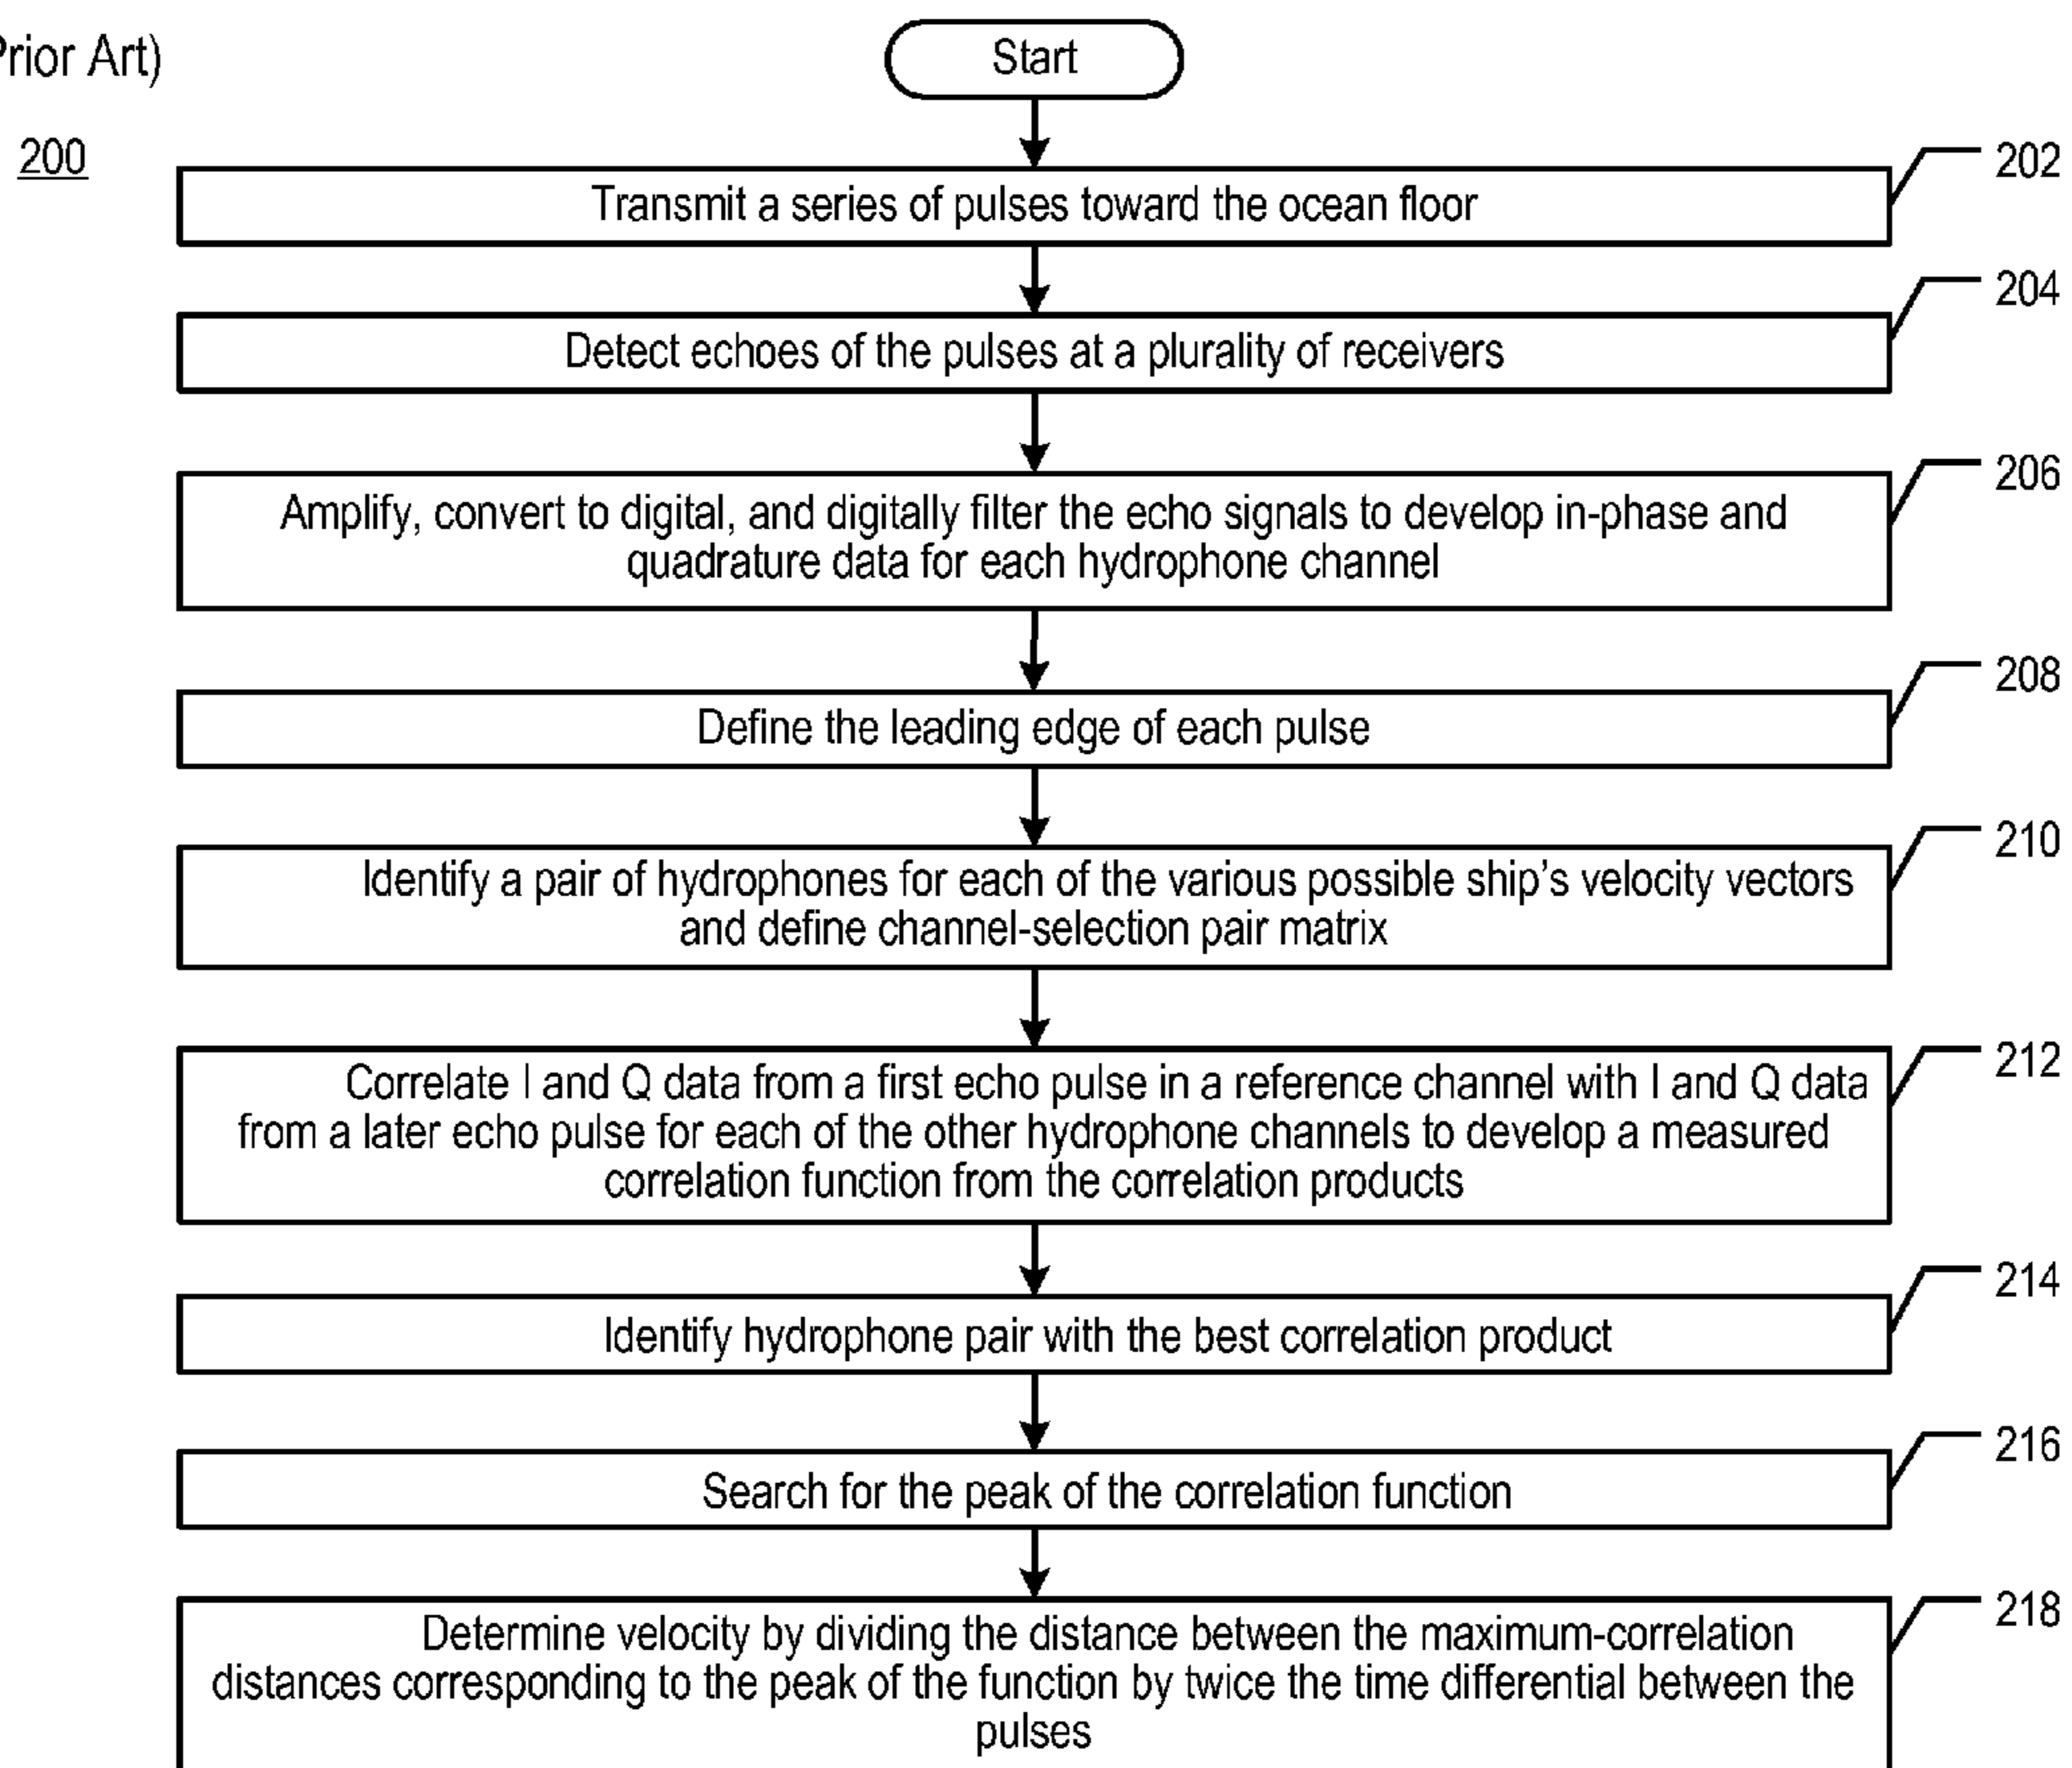 Prior Art)
200
Start
202
Transmit a series of pulses toward the ocean floor
204
Detect echoes of the pulses at a plurality of receivers
206
Amplify, convert to digital, and digitally filter the echo signals to develop in-phase and
quadrature data for each hydrophone channel
208
Define the leading edge of each pulse
210
Identify a pair of hydrophones for each of the various possible ship's velocity vectors
and define channel-selection pair matrix
212
Correlate I and Q data from a first echo pulse in a reference channel with I and Q data
from a later echo pulse for each of the other hydrophone channels to develop a measured
correlation function from the correlation products
214
Identify hydrophone pair with the best correlation product
216
Search for the peak of the correlation function
218
Determine velocity by dividing the distance between the maximum-correlation
distances corresponding to the peak of the function by twice the time differential between the
pulses